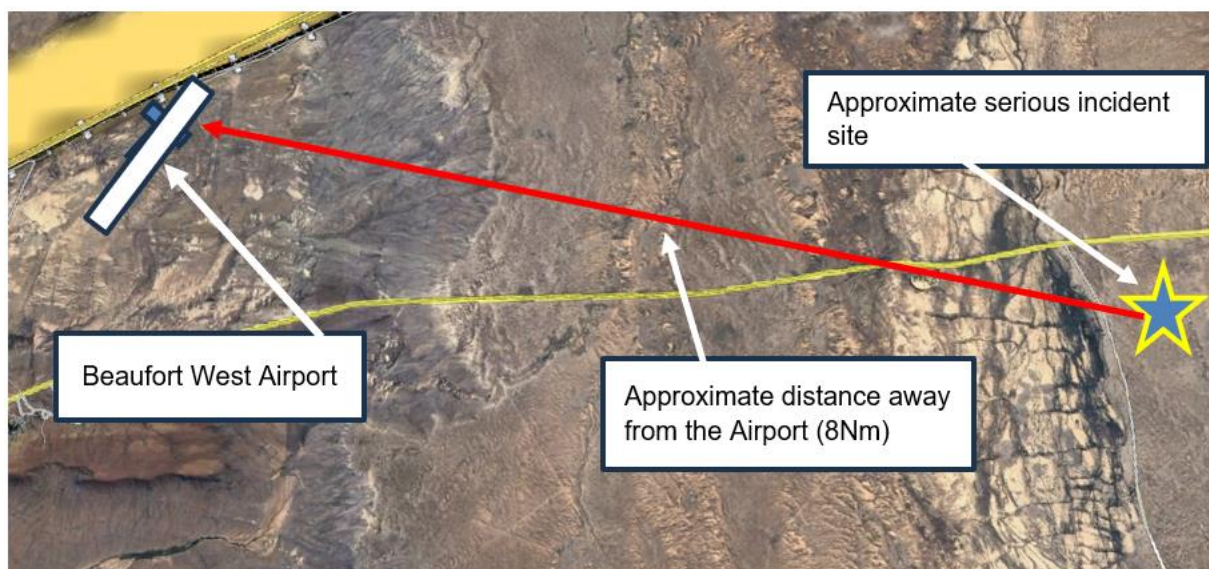 Approximate serious incident
site
Beaufort West Airport
Approximate distance away
from the Airport (8Nm)